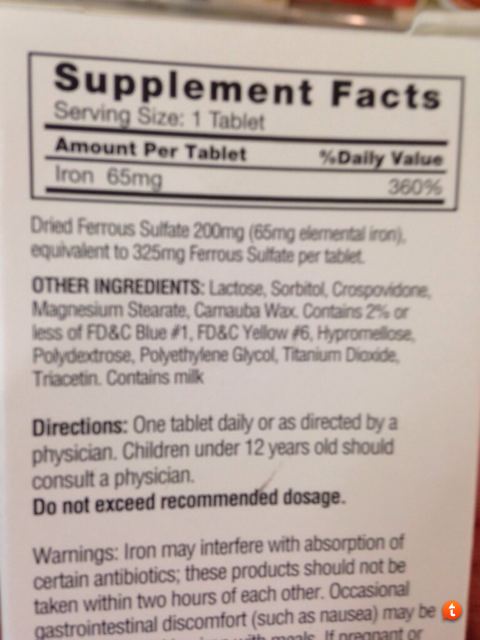 Supplement Facts
Serving Size: 1 Tablet
Amount Per Tablet %Daily Value
Iron 65mg 360%
Dried Ferrous Sulfate 200mg (65mg elemental iron),
equivalent to 325mg Ferrous Sulfate per tablet.
OTHER INGREDIENTS: Lactose, Sorbitol, Crospovidone,
Magnesium Stearate, Carnauba Wax. Contains 2% or
less of FD&C Blue #1, FD&C Yellow #6, Hypromellose,
Polydextrose, Polyethylene Glycol, Titanium Dioxide,
Triacetin. Contains milk
Directions: One tablet daily or as directed by a
physician. Children under 12 years old should
consult a physician.
Do not exceed recommended dosage.
Warnings: Iron may interfere with absorption of
certain antibiotics; these products should not be
taken within two hours of each other. Occasional
gastrointestinal discomfort (such as nausea) may be
with meals. If pregnant or
t